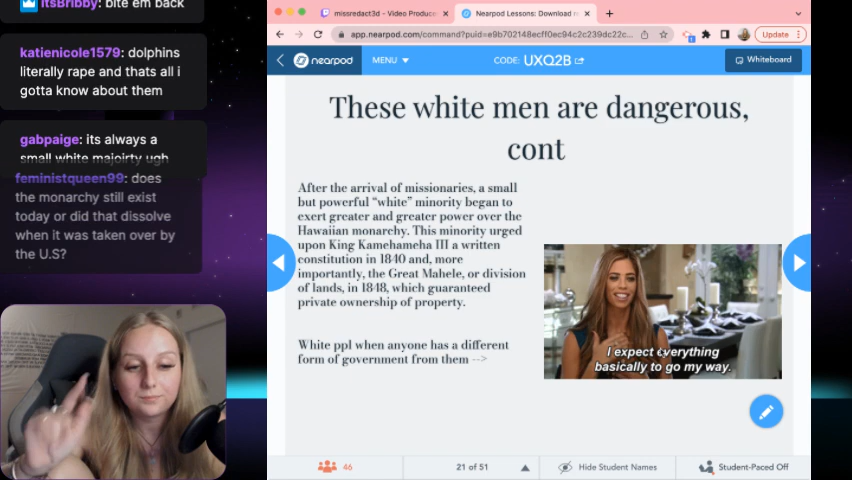 ItsBribby: bite em back
katienicole1579: dolphins
literally rape and thats all i
gotta know about them
gabpaige: its always a
small white majoirty ugh
feministqueen99: does
the monarchy still exist
today or did that dissolve
when it was taken over by
the U.S?
missredact3d - Video Produce
Nearpod Lessons: Download n
app.nearpod.com/command?puid=e9b702148ecff0ec94c2c239dc22c...
Update
nearpod
MENU
CODE: UXQ2B
Whiteboard
These white men are dangerous,
cont
After the arrival of missionaries, a small
but powerful “white” minority began to
exert greater and greater power over the
Hawaiian monarchy. This minority urged
upon King Kamehameha III a written
constitution in 1840 and, more
importantly, the Great Mahele, or division
of lands, in 1848, which guaranteed
private ownership of property.
White ppl when anyone has a different
form of government from them -->
I expect everything
basically to go my way.
46
21 of 51
Hide Student Names
Student-Paced Off